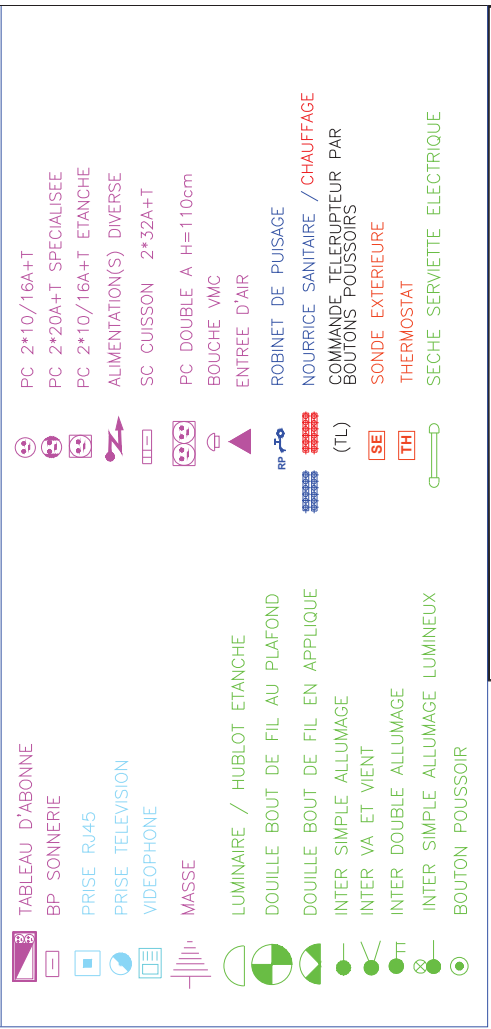 TABLEAU D'ABONNE
BP SONNERIE
PRISE RJ45
PRISE TELEVISION
VIDEOPHONE
MASSE
LUMINAIRE / HUBLOT ETANCHE
DOUILLE BOUT DE FIL AU PLAFOND
DOUILLE BOUT DE FIL EN APPLIQUE
INTER SIMPLE ALLUMAGE
INTER VA ET VIENT
INTER DOUBLE ALLUMAGE
INTER SIMPLE ALLUMAGE LUMINEUX
BOUTON POUSSOIR
PC 2*10/16A+T
PC 2*20A+T SPECIALISEE
PC 2*10/16A+T ETANCHE
ALIMENTATION(S) DIVERSE
SC CUISSON 2*32A+T
PC DOUBLE A H=110cm
BOUCHE VMC
ENTREE D'AIR
RP ROBINET DE PUISAGE
NOURRICE SANITAIRE / CHAUFFAGE
(TL) COMMANDE TELERUPTEUR PAR
BOUTONS POUSSOIRS
SE SONDE EXTERIEURE
TH THERMOSTAT
SECHE SERVIETTE ELECTRIQUE